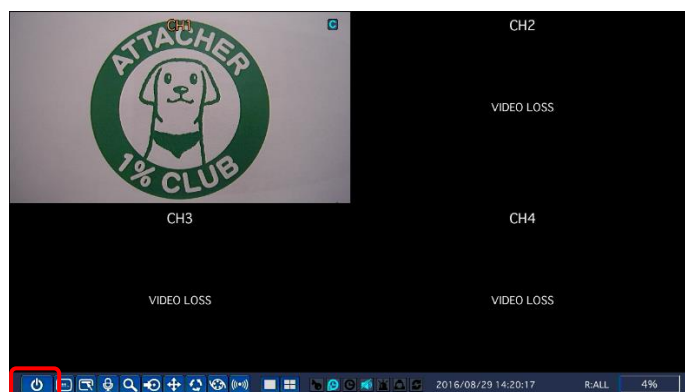 CH1
C
ATTACHER
1% CLUB
CH2
VIDEO LOSS
CH3
VIDEO LOSS
CH4
VIDEO LOSS
2016/08/29 14:20:17
R:ALL
4%